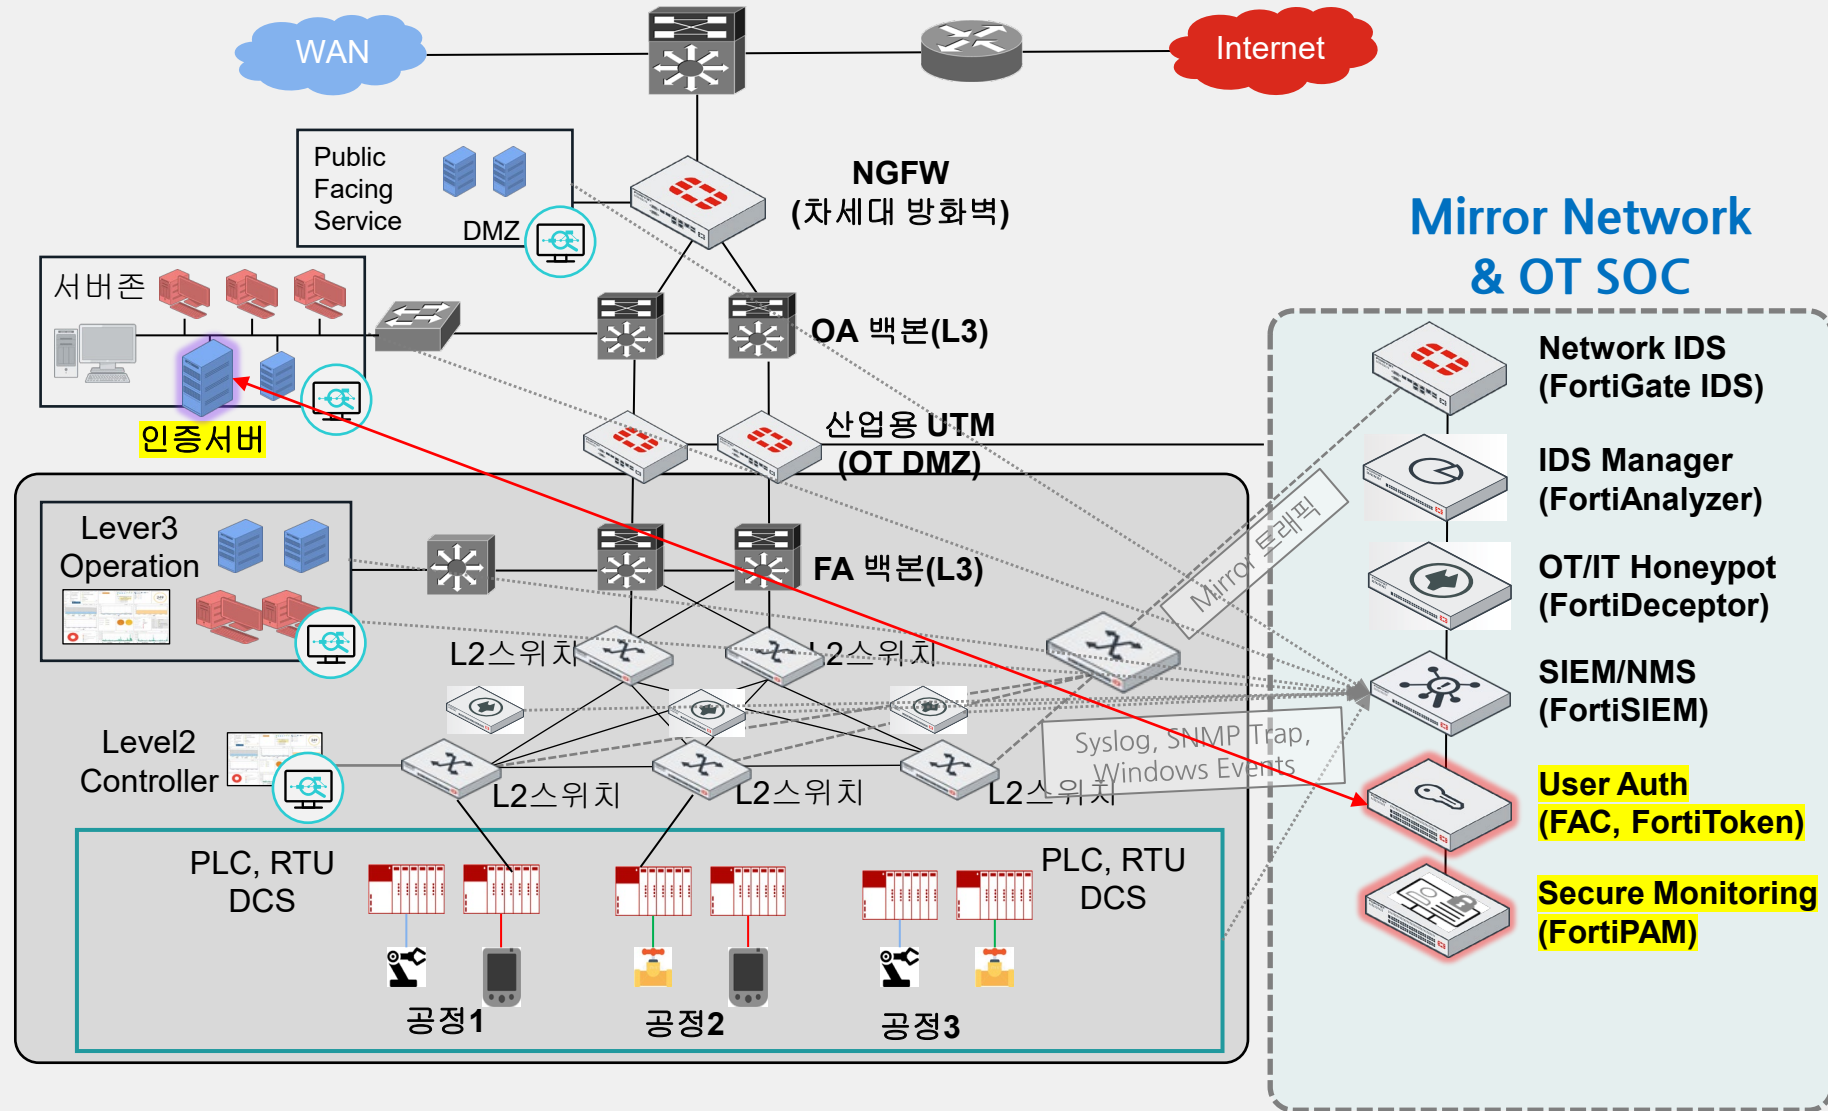 WAN
Internet
Public
Facing
Service
DMZ
NGFW
(차세대 방화벽)
서버존
인증서버
OA 백본(L3)
산업용 UTM
(OT DMZ)
Lever3
Operation
FA 백본(L3)
L2스위치
L2스위치
Level2
Controller
L2스위치
L2스위치
L2스위치
Mirror 트래픽
Syslog, SNMP Trap,
Windows Events
PLC, RTU
DCS
PLC, RTU
DCS
공정1
공정2
공정3
Mirror Network
& OT SOC
Network IDS
(FortiGate IDS)
IDS Manager
(FortiAnalyzer)
OT/IT Honeypot
(FortiDeceptor)
SIEM/NMS
(FortiSIEM)
User Auth
(FAC, FortiToken)
Secure Monitoring
(FortiPAM)